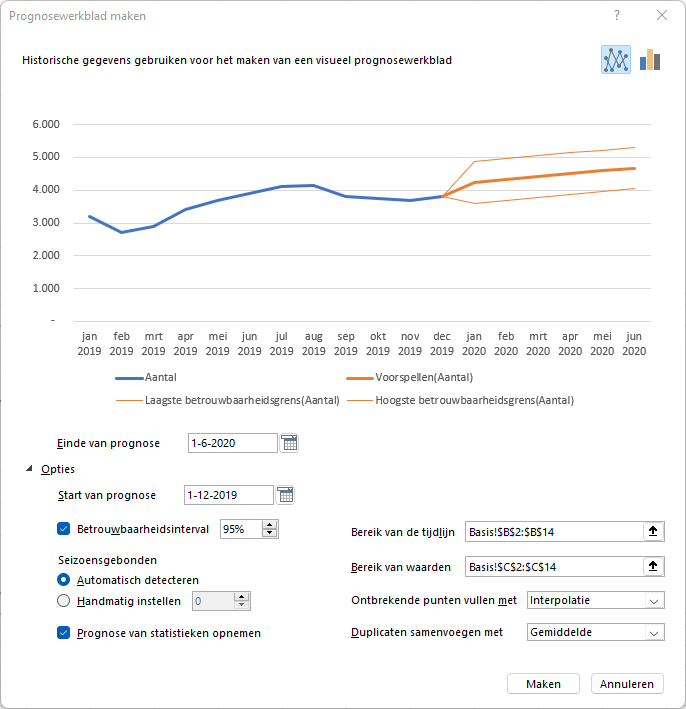 Prognosewerkblad maken
?
Historische gegevens gebruiken voor het maken van een visueel prognosewerkblad
6.000
5.000
4.000
3.000
2.000
1.000
-
jan feb mrt apr mei jun jul aug sep okt nov dec jan feb mrt apr mei jun
2019 2019 2019 2019 2019 2019 2019 2019 2019 2019 2019 2019 2020 2020 2020 2020 2020 2020
Aantal Voorspellen(Aantal)
Laagste betrouwbaarheidsgrens(Aantal) Hoogste betrouwbaarheidsgrens(Aantal)
Einde van prognose 1-6-2020
Opties
Start van prognose 1-12-2019
Betrouwbaarheidsinterval 95%
Seizoensgebonden
Automatisch detecteren
Handmatig instellen 0
Prognose van statistieken opnemen
Bereik van de tijdlijn Basis!$B$2:$B$14
Bereik van waarden Basis!$C$2:$C$14
Ontbrekende punten vullen met Interpolatie
Duplicaten samenvoegen met Gemiddelde
Maken Annuleren